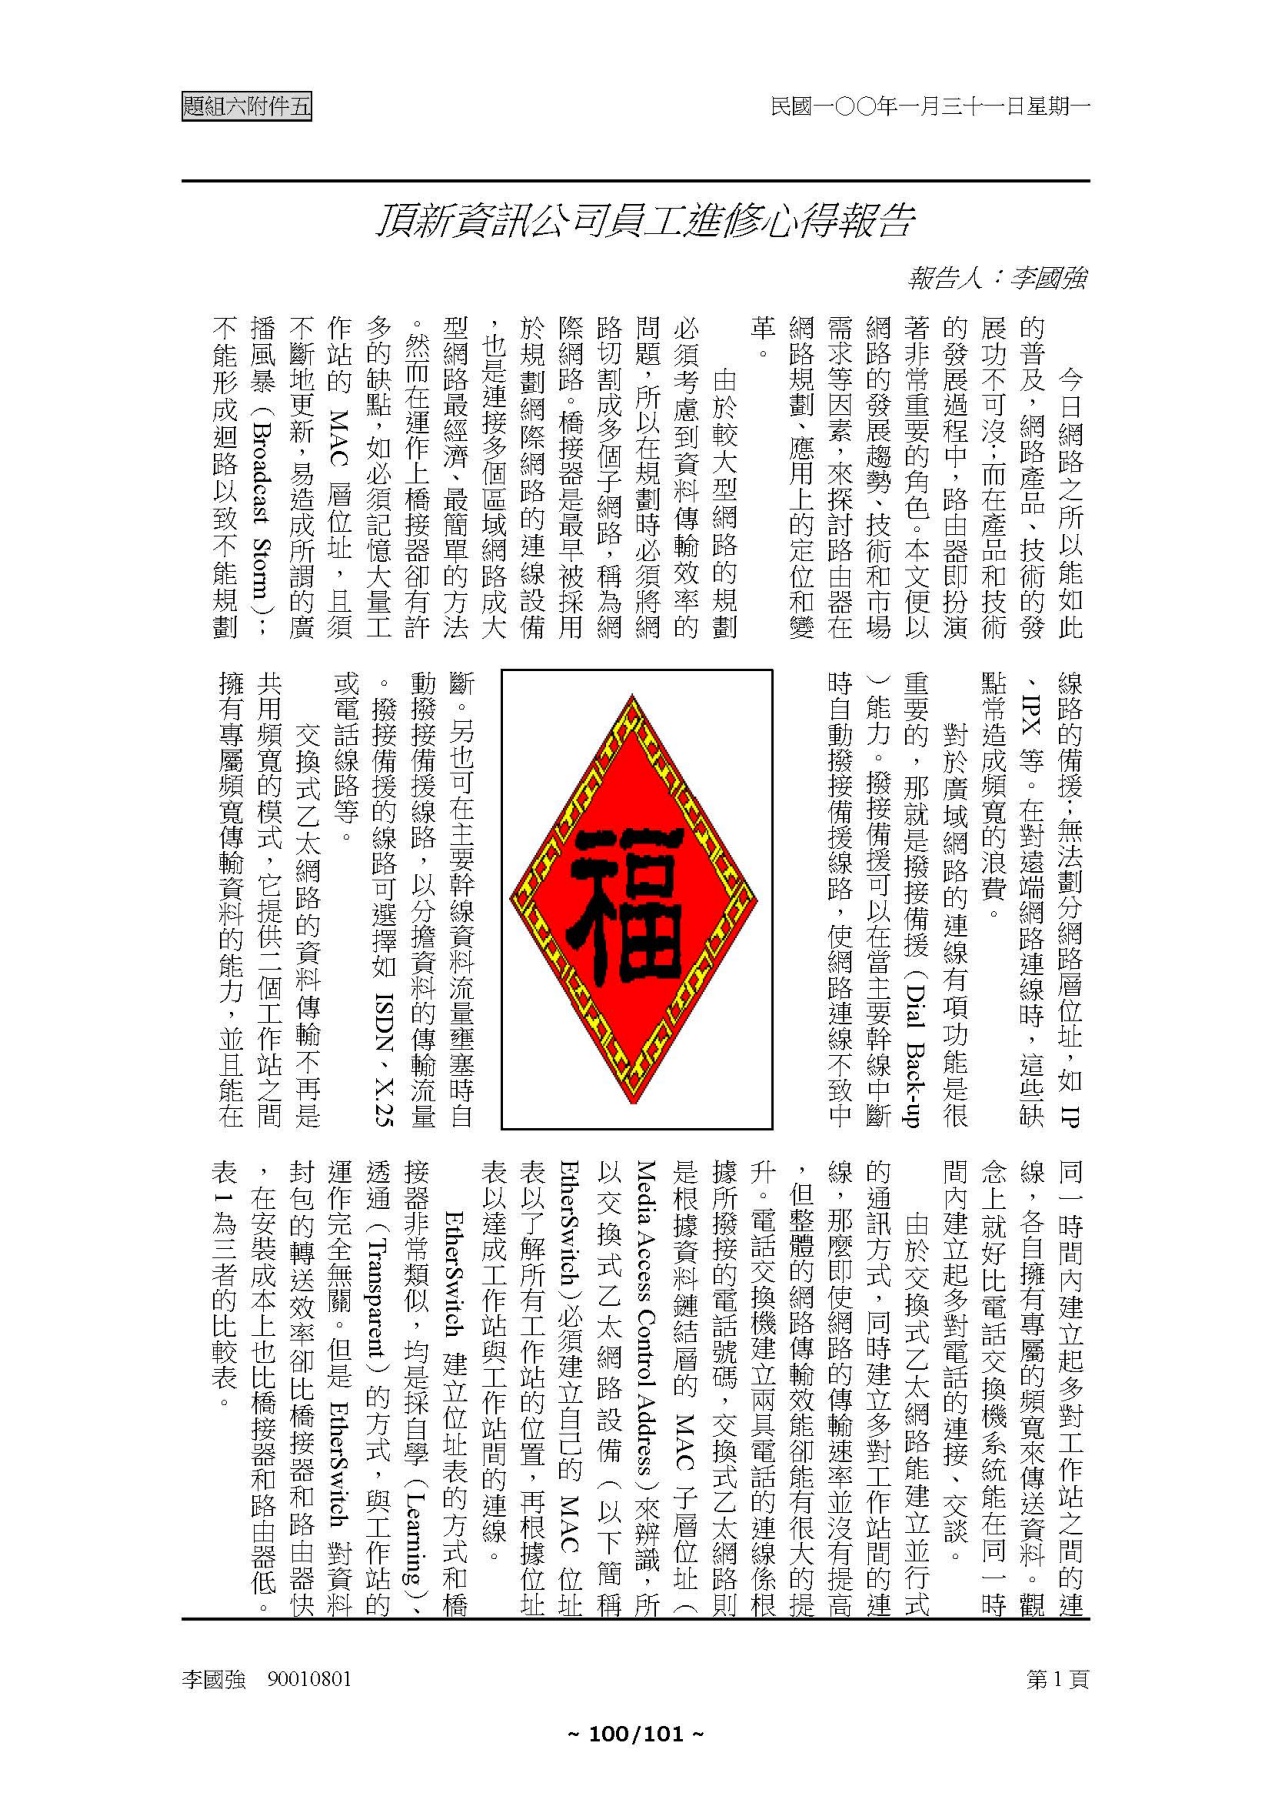 題組六附件五
民國一○○年一月三十一日星期一
頂新資訊公司員工進修心得報告
報告人：李國強
今日網路之所以能如此
的普及，網路產品、技術的發
展功不可沒；而在產品和技術
的發展過程中，路由器即扮演
著非常重要的角色。本文便以
網路的發展趨勢、技術和市場
需求等因素，來探討路由器在
網路規劃、應用上的定位和變
革。
由於較大型網路的規劃
必須考慮到資料傳輸效率的
問題，所以在規劃時必須將網
路切割成多個子網路，稱為網
際網路。橋接器是最早被採用
於規劃網際網路的連線設備
，也是連接多個區域網路成大
型網路最經濟、最簡單的方法
。然而在運作上橋接器卻有許
多的缺點，如必須記憶大量工
作站的 MAC 層位址，且須
不斷地更新，易造成所謂的廣
播風暴（Broadcast Storm）；
不能形成迴路以致不能規劃
線路的備援；無法劃分網路層位址，如 IP
、IPX 等。在對遠端網路連線時，這些缺
點常造成頻寬的浪費。
對於廣域網路的連線有項功能是很
重要的，那就是撥接備援（Dial Back-up
）能力。撥接備援可以在當主要幹線中斷
時自動撥接備援線路，使網路連線不致中
斷。另也可在主要幹線資料流量壅塞時自
動撥接備援線路，以分擔資料的傳輸流量
。撥接備援的線路可選擇如 ISDN、X.25
或電話線路等。
交換式乙太網路的資料傳輸不再是
共用頻寬的模式，它提供二個工作站之間
擁有專屬頻寬傳輸資料的能力，並且能在
福
同一時間內建立起多對工作站之間的連
線，各自擁有專屬的頻寬來傳送資料。觀
念上就好比電話交換機系統能在同一時
間內建立起多對電話的連接、交談。
由於交換式乙太網路能建立並行式
的通訊方式，同時建立多對工作站間的連
線，那麼即使網路的傳輸速率並沒有提高
，但整體的網路傳輸效能卻能有很大的提
升。電話交換機建立兩具電話的連線係根
據所撥接的電話號碼，交換式乙太網路則
是根據資料鏈結層的 MAC 子層位址（
Media Access Control Address）來辨識，所
以交換式乙太網路設備（以下簡稱
EtherSwitch）必須建立自己的 MAC 位址
表以了解所有工作站的位置，再根據位址
表以達成工作站與工作站間的連線。
EtherSwitch 建立位址表的方式和橋
接器非常類似，均是採自學（Learning）、
透通（Transparent）的方式，與工作站的
運作完全無關。但是 EtherSwitch 對資料
封包的轉送效率卻比橋接器和路由器快
，在安裝成本上也比橋接器和路由器低。
表 1 為三者的比較表。
李國強 90010801
第 1 頁
~ 100/101 ~